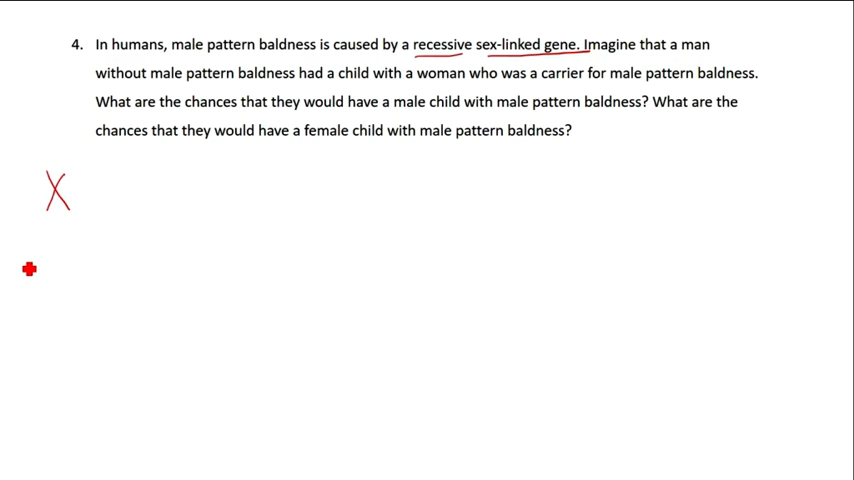 4. In humans, male pattern baldness is caused by a recessive sex-linked gene. Imagine that a man
without male pattern baldness had a child with a woman who was a carrier for male pattern baldness.
What are the chances that they would have a male child with male pattern baldness? What are the
chances that they would have a female child with male pattern baldness?
X